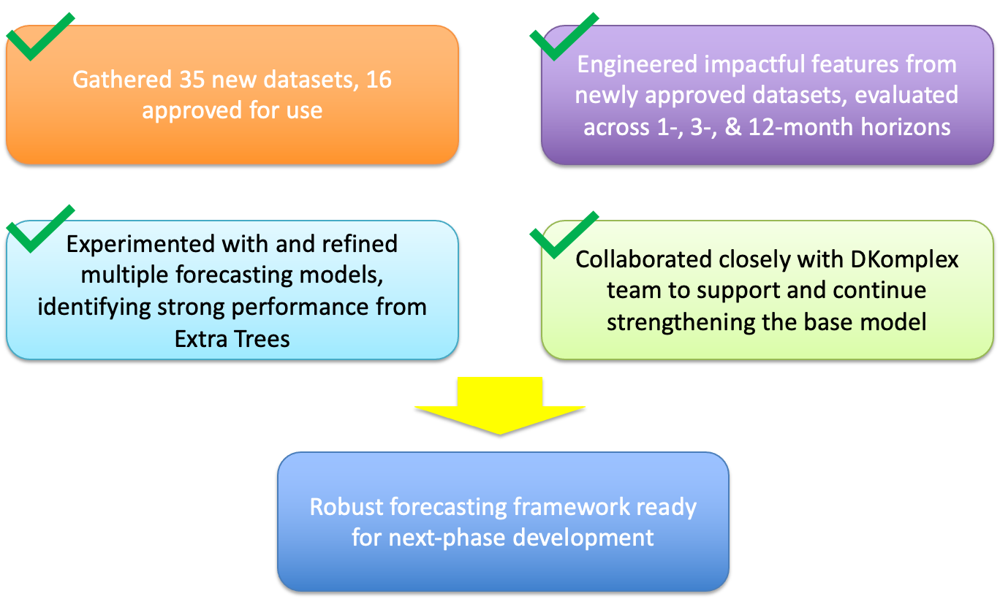 Gathered 35 new datasets, 16
approved for use
Engineered impactful features from
newly approved datasets, evaluated
across 1-, 3-, & 12-month horizons
Experimented with and refined
multiple forecasting models,
identifying strong performance from
Extra Trees
Collaborated closely with DKomplex
team to support and continue
strengthening the base model
Robust forecasting framework ready
for next-phase development